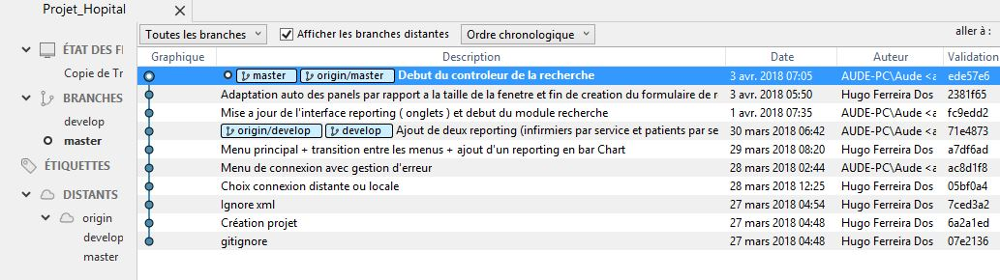 Projet_Hopital
Toutes les branches Afficher les branches distantes Ordre chronologique aller à :
ÉTAT DES FI
Copie de Tr
BRANCHES
develop
master
ÉTIQUETTES
DISTANTS
origin
develop
master
Graphique Description Date Auteur Validation
master origin/master Debut du controleur de la recherche 3 avr. 2018 07:05 AUDE-PC\Aude <a ede57e6
Adaptation auto des panels par rapport a la taille de la fenetre et fin de creation du formulaire de r 3 avr. 2018 05:50 Hugo Ferreira Dos 2381f65
Mise a jour de l'interface reporting ( onglets ) et debut du module recherche 1 avr. 2018 07:35 Hugo Ferreira Dos fc9edd2
origin/develop develop Ajout de deux reporting (infirmiers par service et patients par se 30 mars 2018 06:42 AUDE-PC\Aude <a 71e4873
Menu principal + transition entre les menus + ajout d'un reporting en bar Chart 29 mars 2018 08:20 Hugo Ferreira Dos a7df6ad
Menu de connexion avec gestion d'erreur 28 mars 2018 02:44 AUDE-PC\Aude <a ac8d1f8
Choix connexion distante ou locale 28 mars 2018 12:25 Hugo Ferreira Dos 05bf0a4
Ignore xml 27 mars 2018 04:54 Hugo Ferreira Dos 7ced3a2
Création projet 27 mars 2018 04:48 Hugo Ferreira Dos 6a2a1ed
gitignore 27 mars 2018 04:48 Hugo Ferreira Dos 07e2136